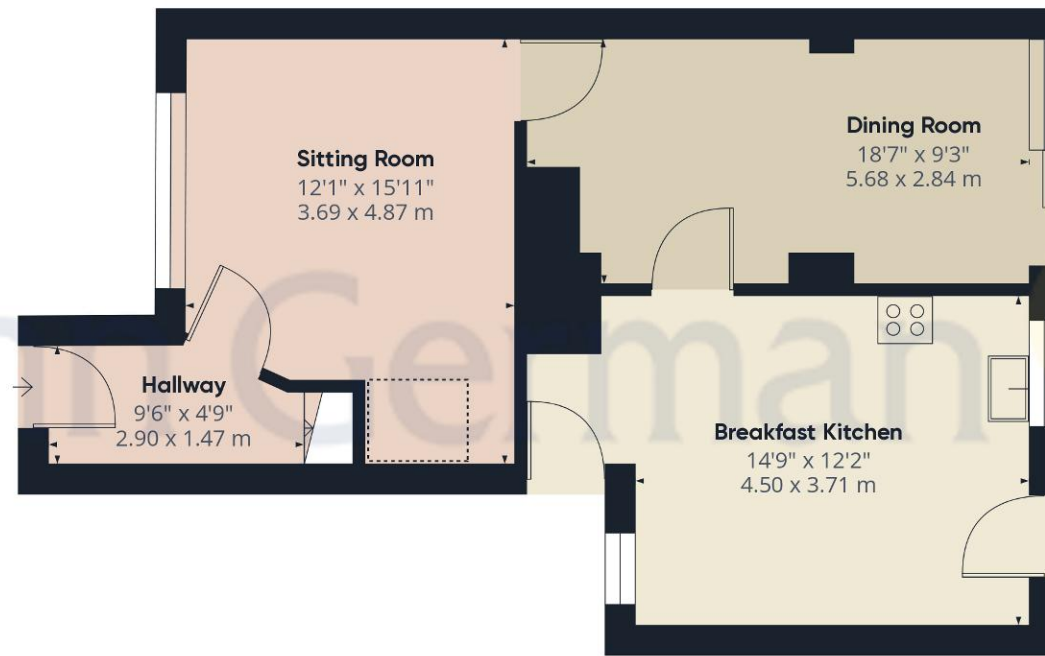 Sitting Room
12'1" x 15'11"
3.69 x 4.87 m
Dining Room
18'7" x 9'3"
5.68 x 2.84 m
Hallway
9'6" x 4'9"
2.90 x 1.47 m
Breakfast Kitchen
14'9" x 12'2"
4.50 x 3.71 m
German